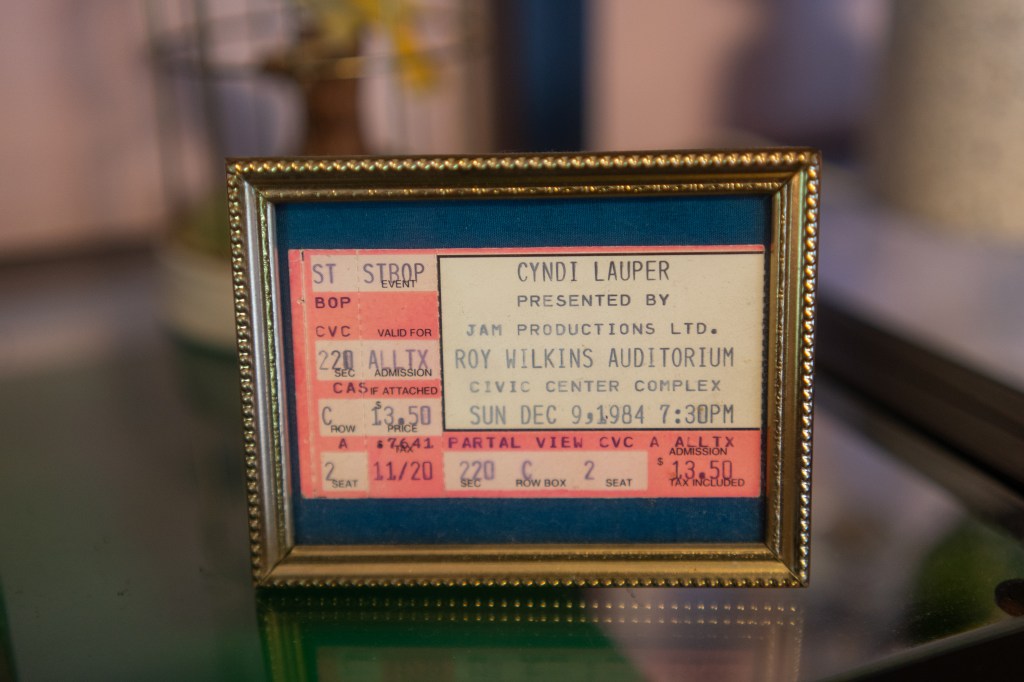 ST STROP
EVENT
BOP
CVC VALID FOR
220 ALLTX
SEC ADMISSION
CAS IF ATTACHED
C $ 13.50
ROW PRICE
A $.7641
TAX
2 11/20
SEAT
CYNDI LAUPER
PRESENTED BY
JAM PRODUCTIONS LTD.
ROY WILKINS AUDITORIUM
CIVIC CENTER COMPLEX
SUN DEC 9,1984 7:30PM
PARTAL VIEW CVC A ALLTX
ADMISSION
220 C 2 $ 13.50
SEC ROW BOX SEAT TAX INCLUDED